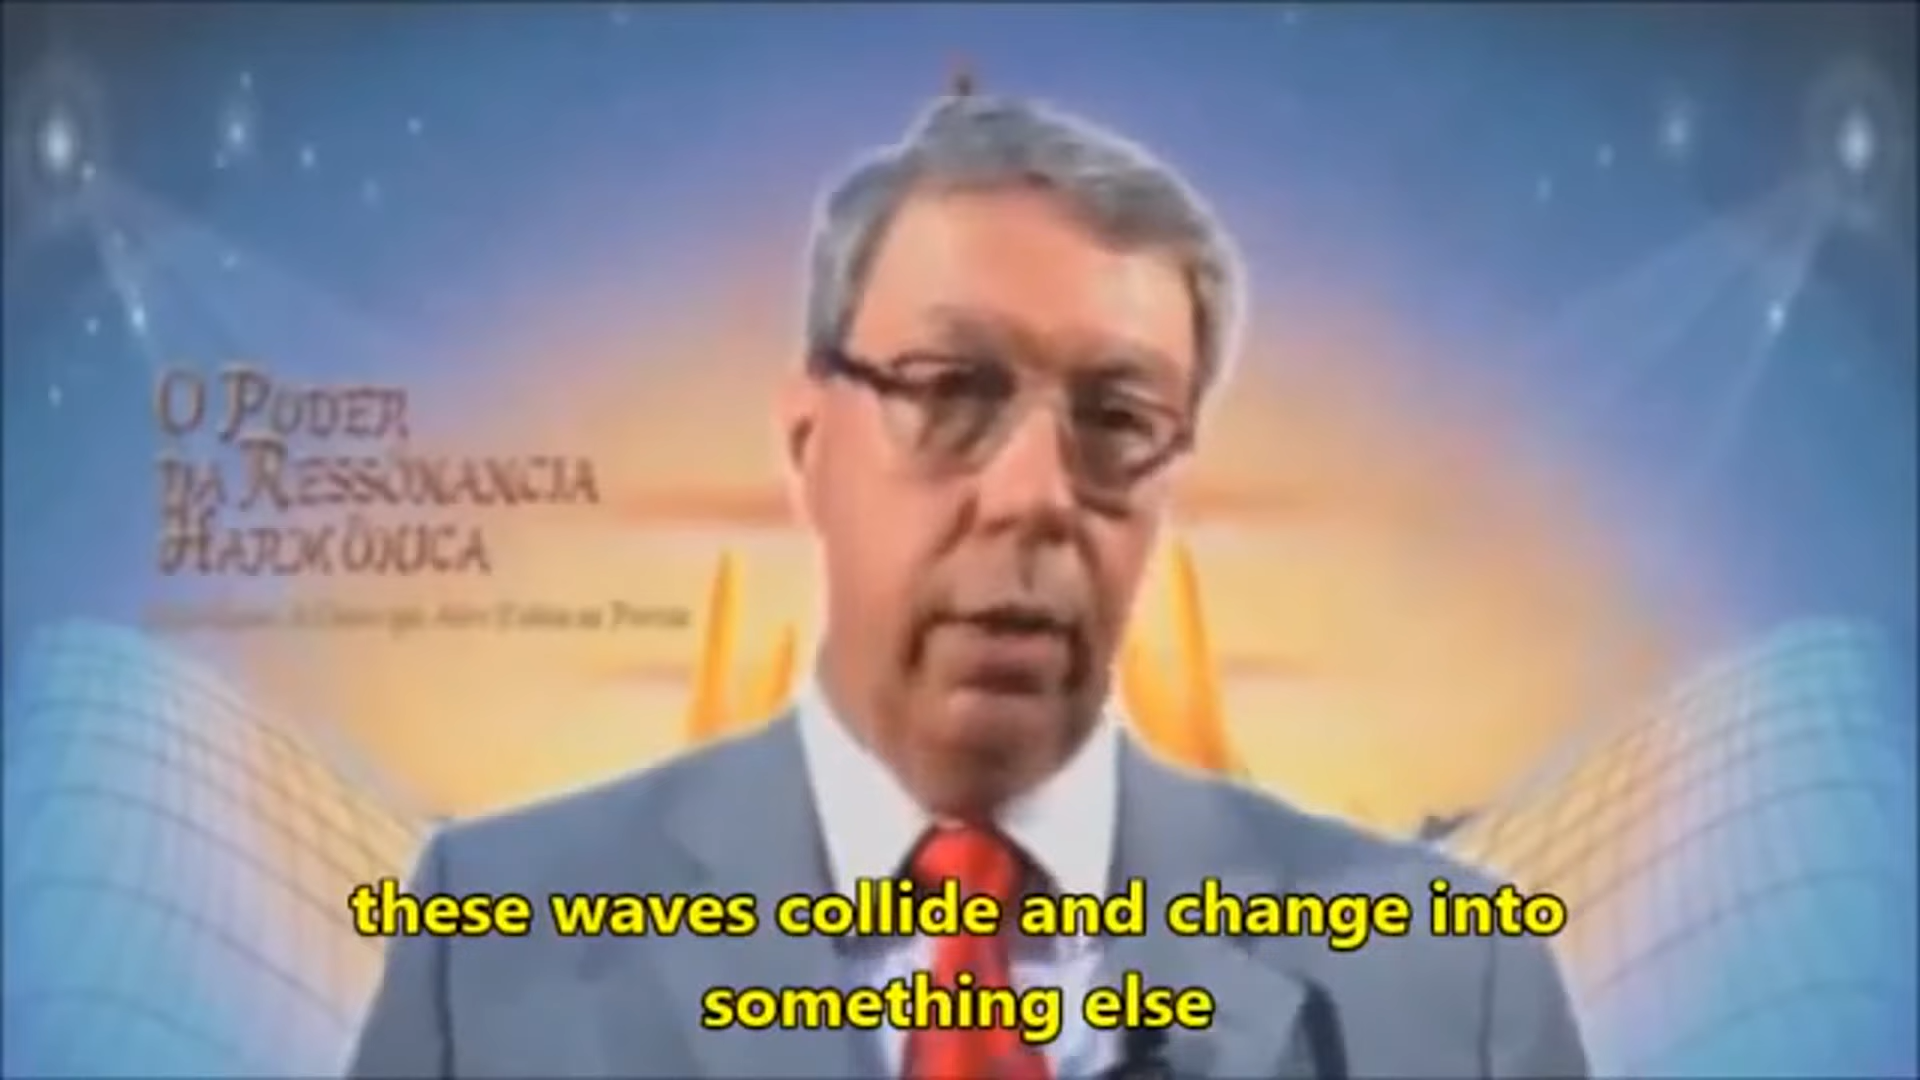 O PODER
DA RESSONANCIA
HARMÔNICA
these waves collide and change into
something else